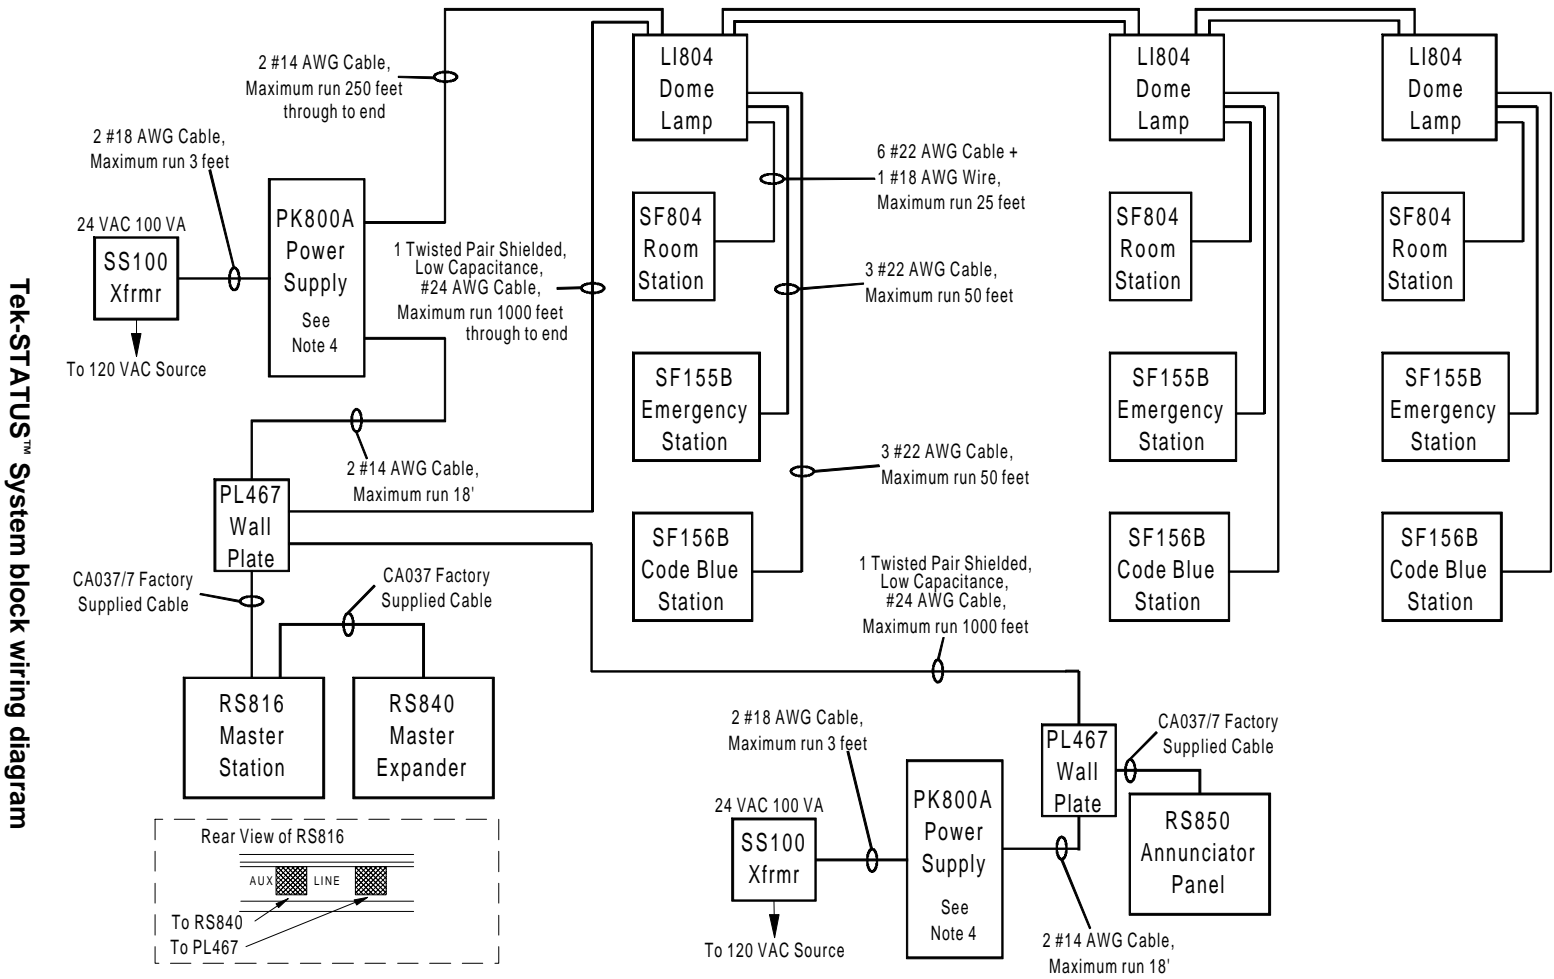 Tek-STATUS™ System block wiring diagram
2 #14 AWG Cable,
Maximum run 250 feet
through to end
2 #18 AWG Cable,
Maximum run 3 feet
24 VAC 100 VA
SS100
Xfrmr
To 120 VAC Source
PK800A
Power
Supply
See
Note 4
1 Twisted Pair Shielded,
Low Capacitance,
#24 AWG Cable,
Maximum run 1000 feet
through to end
2 #14 AWG Cable,
Maximum run 18'
PL467
Wall
Plate
CA037/7 Factory
Supplied Cable
CA037 Factory
Supplied Cable
RS816
Master
Station
RS840
Master
Expander
Rear View of RS816
AUX
LINE
To RS840
To PL467
LI804
Dome
Lamp
6 #22 AWG Cable +
1 #18 AWG Wire,
Maximum run 25 feet
SF804
Room
Station
3 #22 AWG Cable,
Maximum run 50 feet
SF155B
Emergency
Station
3 #22 AWG Cable,
Maximum run 50 feet
SF156B
Code Blue
Station
LI804
Dome
Lamp
SF804
Room
Station
SF155B
Emergency
Station
SF156B
Code Blue
Station
LI804
Dome
Lamp
SF804
Room
Station
SF155B
Emergency
Station
SF156B
Code Blue
Station
1 Twisted Pair Shielded,
Low Capacitance,
#24 AWG Cable,
Maximum run 1000 feet
2 #18 AWG Cable,
Maximum run 3 feet
24 VAC 100 VA
SS100
Xfrmr
To 120 VAC Source
PK800A
Power
Supply
See
Note 4
PL467
Wall
Plate
CA037/7 Factory
Supplied Cable
RS850
Annunciator
Panel
2 #14 AWG Cable,
Maximum run 18'